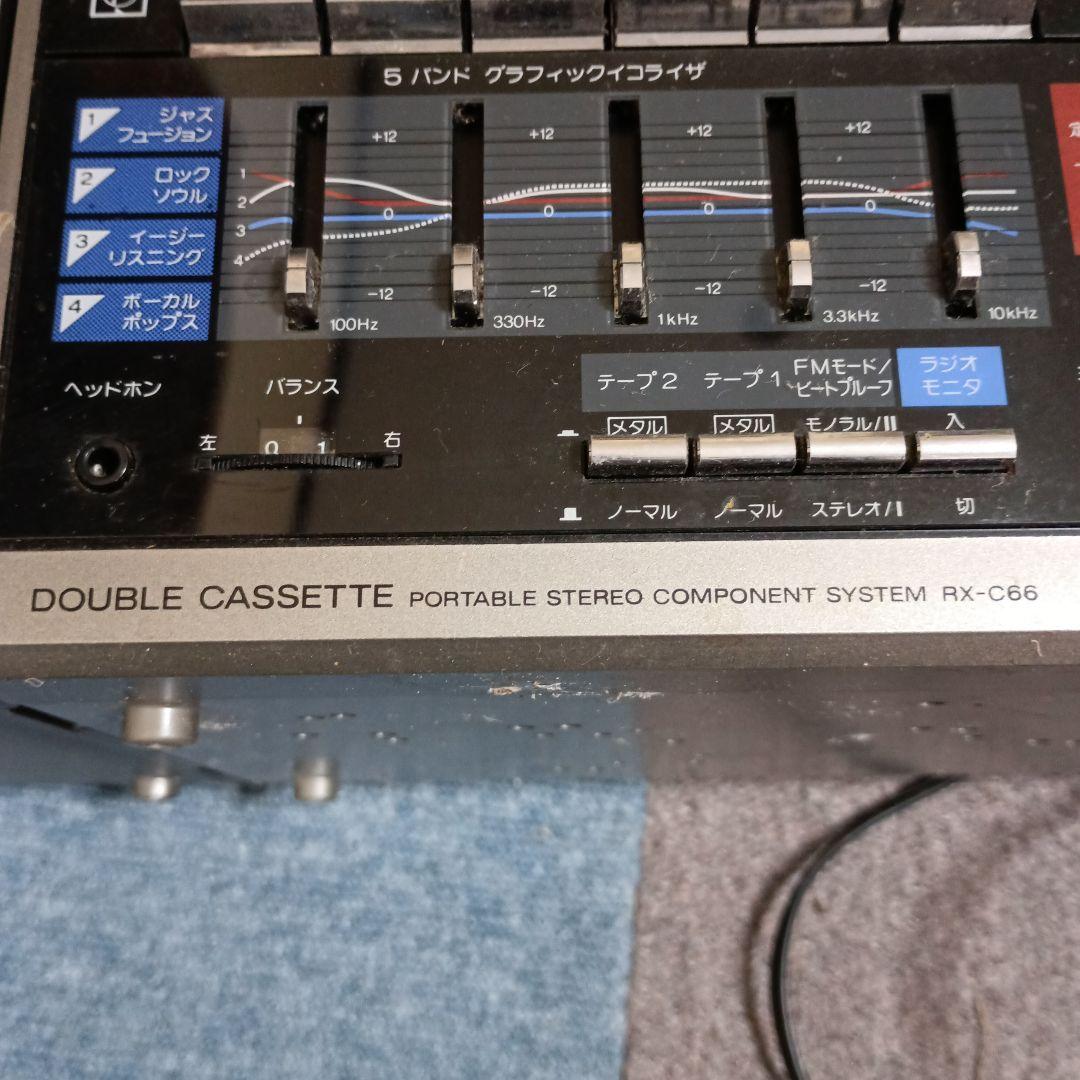 5 バンド グラフィックイコライザ
1 ジャズ
フュージョン
2 ロック
ソウル
3 イージー
リスニング
4 ボーカル
ポップス
+12 +12 +12 +12
1
2
3
4
0 0 0 0
-12 -12 -12 -12
100Hz 330Hz 1kHz 3.3kHz 10kHz
ヘッドホン
バランス
左 0 1 右
テープ2 テープ1 FMモード/
ビートプルーフ
ラジオ
モニタ
メタル メタル モノラル/II 入
ノーマル ノーマル ステレオ/I 切
DOUBLE CASSETTE PORTABLE STEREO COMPONENT SYSTEM RX-C66